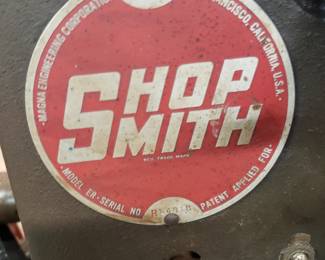 MAGNA ENGINEERING CORPORATION
FRANCISCO, CALIFORNIA, U.S.A.
SHOP
SMITH
REG. TRADE MARK
MODEL ER-SERIAL NO
PATENT APPLIED FOR